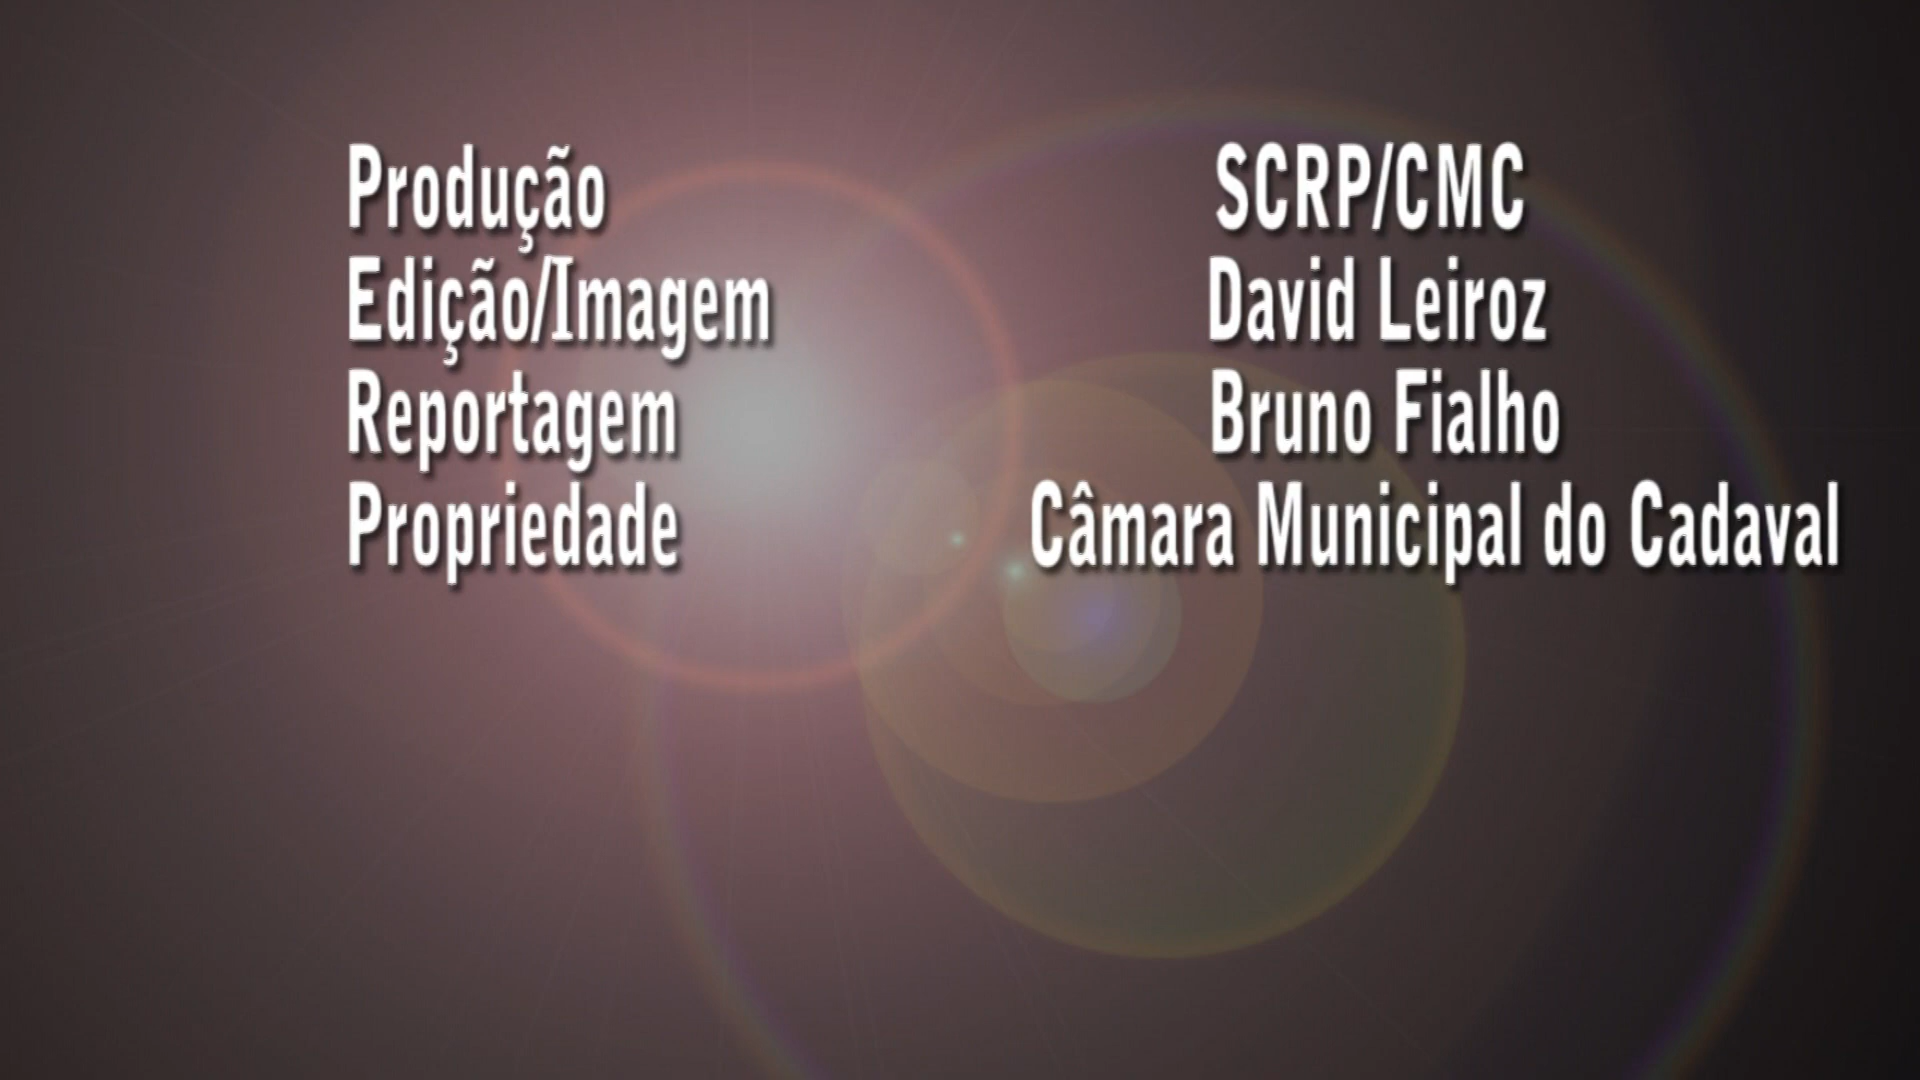 Produção SCRP/CMC
Edição/Imagem David Leiroz
Reportagem Bruno Fialho
Propriedade Câmara Municipal do Cadaval